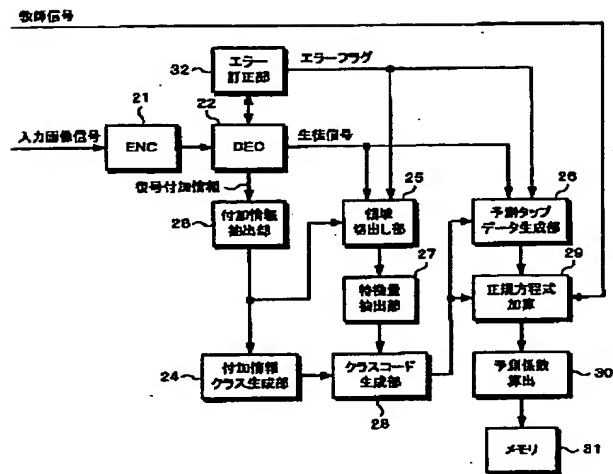 教師信号
エラー
訂正部
32
エラーフラグ
21
22
入力画像信号
ENC
DEC
生徒信号
復号付加情報
25
26
付加情報
抽出部
28
領域
切出し部
予測タップ
データ生成部
27
29
特徴量
抽出部
正規方程式
加算
24
付加情報
クラス生成部
クラスコード
生成部
28
予測係数
算出
30
メモリ
31